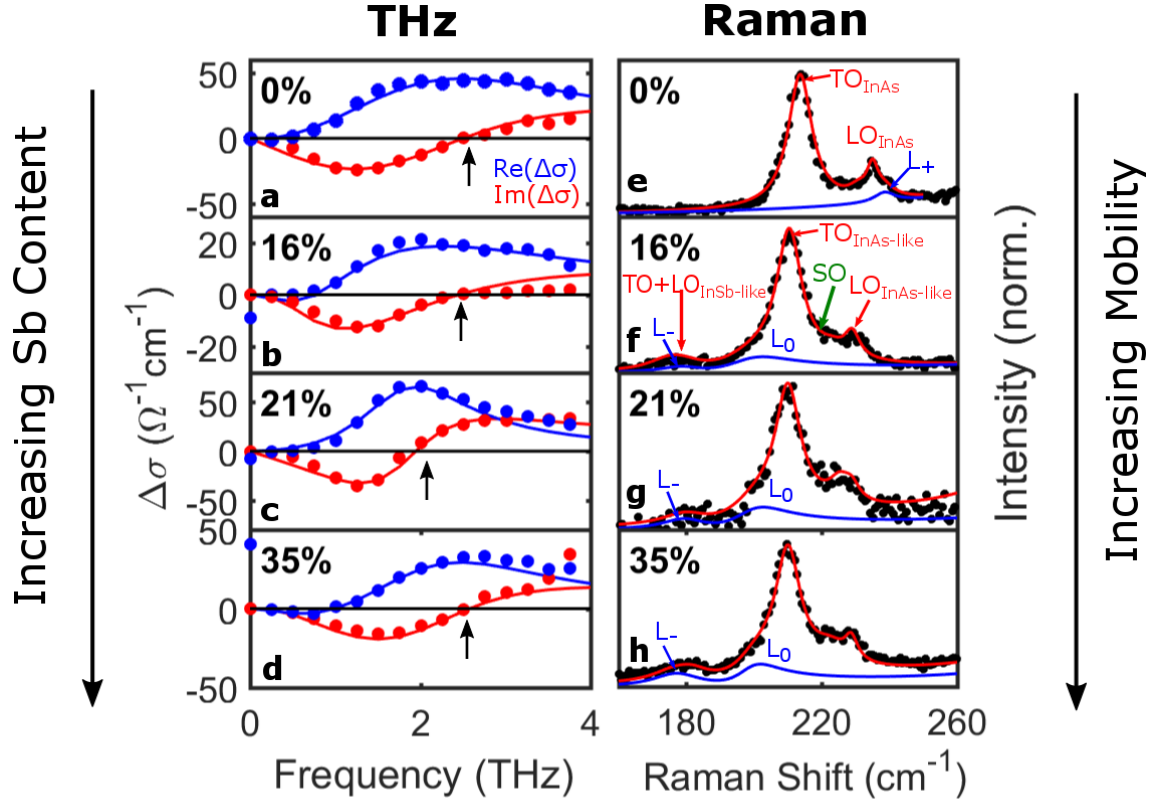 THz
Raman
Increasing Sb Content
Δσ (Ω⁻¹cm⁻¹)
50
0
-50
0%
Re(Δσ)
Im(Δσ)
a
20
0
-20
16%
b
50
0
-50
21%
c
50
0
-50
35%
d
0
2
4
Frequency (THz)
0%
TO_InAs
LO_InAs
L+
e
16%
TO_InAs-like
TO+LO_InSb-like
SO
LO_InAs-like
L-
L₀
f
21%
L-
L₀
g
35%
L-
L₀
h
180
220
260
Raman Shift (cm⁻¹)
Intensity (norm.)
Increasing Mobility